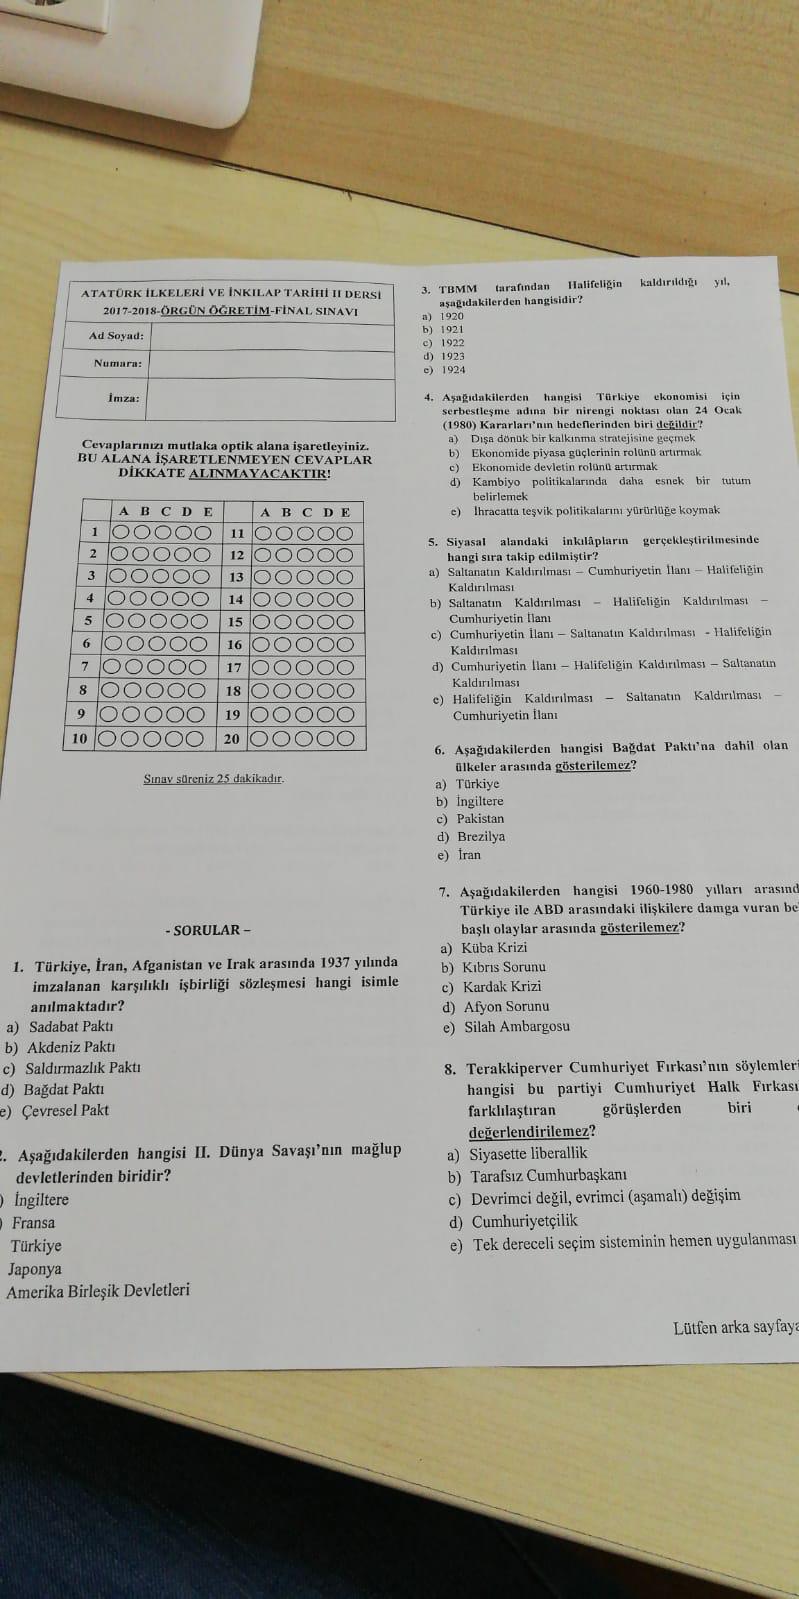 ATATÜRK İLKELERİ VE İNKILAP TARİHİ II DERSİ
2017-2018-ÖRGÜN ÖĞRETİM-FİNAL SINAVI
Ad Soyad:
Numara:
İmza:
Cevaplarınızı mutlaka optik alana işaretleyiniz.
BU ALANA İŞARETLENMEYEN CEVAPLAR
DİKKATE ALINMAYACAKTIR!
A B C D E A B C D E
1 11
2 12
3 13
4 14
5 15
6 16
7 17
8 18
9 19
10 20
Sınav süreniz 25 dakikadır.
- SORULAR –
1. Türkiye, İran, Afganistan ve Irak arasında 1937 yılında
imzalanan karşılıklı işbirliği sözleşmesi hangi isimle
anılmaktadır?
a) Sadabat Paktı
b) Akdeniz Paktı
c) Saldırmazlık Paktı
d) Bağdat Paktı
e) Çevresel Pakt
. Aşağıdakilerden hangisi II. Dünya Savaşı'nın mağlup
devletlerinden biridir?
) İngiltere
) Fransa
Türkiye
Japonya
Amerika Birleşik Devletleri
3. TBMM tarafından Halifeliğin kaldırıldığı yıl,
aşağıdakilerden hangisidir?
a) 1920
b) 1921
c) 1922
d) 1923
e) 1924
4. Aşağıdakilerden hangisi Türkiye ekonomisi için
serbestleşme adına bir nirengi noktası olan 24 Ocak
(1980) Kararları'nın hedeflerinden biri değildir?
a) Dışa dönük bir kalkınma stratejisine geçmek
b) Ekonomide piyasa güçlerinin rolünü artırmak
c) Ekonomide devletin rolünü artırmak
d) Kambiyo politikalarında daha esnek bir tutum
belirlemek
e) İhracatta teşvik politikalarını yürürlüğe koymak
5. Siyasal alandaki inkılâpların gerçekleştirilmesinde
hangi sıra takip edilmiştir?
a) Saltanatın Kaldırılması – Cumhuriyetin İlanı – Halifeliğin
Kaldırılması
b) Saltanatın Kaldırılması – Halifeliğin Kaldırılması –
Cumhuriyetin İlanı
c) Cumhuriyetin İlanı – Saltanatın Kaldırılması - Halifeliğin
Kaldırılması
d) Cumhuriyetin İlanı – Halifeliğin Kaldırılması – Saltanatın
Kaldırılması
e) Halifeliğin Kaldırılması – Saltanatın Kaldırılması –
Cumhuriyetin İlanı
6. Aşağıdakilerden hangisi Bağdat Paktı'na dahil olan
ülkeler arasında gösterilemez?
a) Türkiye
b) İngiltere
c) Pakistan
d) Brezilya
e) İran
7. Aşağıdakilerden hangisi 1960-1980 yılları arasınd
Türkiye ile ABD arasındaki ilişkilere damga vuran be
başlı olaylar arasında gösterilemez?
a) Küba Krizi
b) Kıbrıs Sorunu
c) Kardak Krizi
d) Afyon Sorunu
e) Silah Ambargosu
8. Terakkiperver Cumhuriyet Fırkası'nın söylemleri
hangisi bu partiyi Cumhuriyet Halk Fırkası
farklılaştıran görüşlerden biri
değerlendirilemez?
a) Siyasette liberallik
b) Tarafsız Cumhurbaşkanı
c) Devrimci değil, evrimci (aşamalı) değişim
d) Cumhuriyetçilik
e) Tek dereceli seçim sisteminin hemen uygulanması
Lütfen arka sayfaya